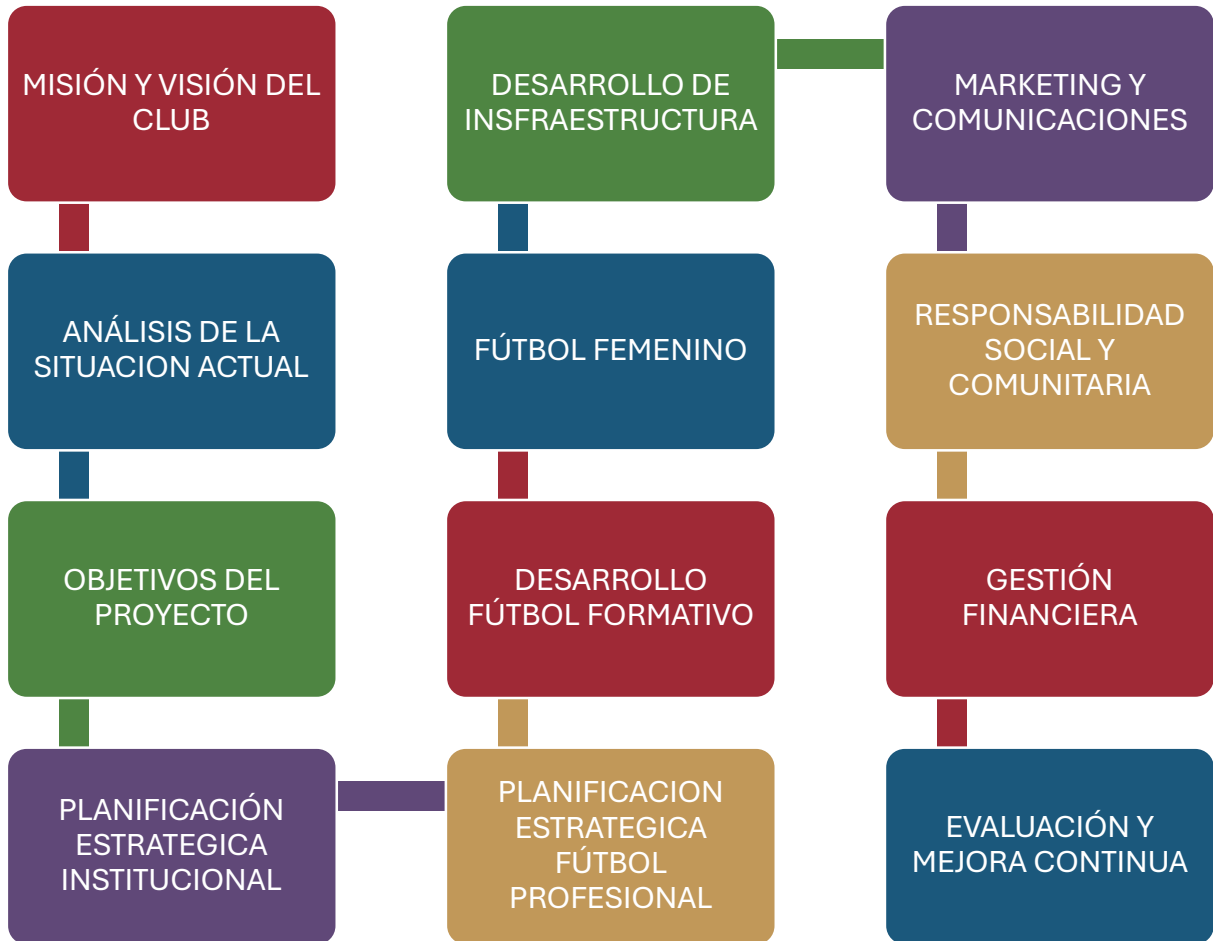 MISIÓN Y VISIÓN DEL
CLUB
ANÁLISIS DE LA
SITUACION ACTUAL
OBJETIVOS DEL
PROYECTO
PLANIFICACIÓN
ESTRATEGICA
INSTITUCIONAL
PLANIFICACION
ESTRATEGICA
FÚTBOL
PROFESIONAL
DESARROLLO
FÚTBOL FORMATIVO
FÚTBOL FEMENINO
DESARROLLO DE
INSFRAESTRUCTURA
MARKETING Y
COMUNICACIONES
RESPONSABILIDAD
SOCIAL Y
COMUNITARIA
GESTIÓN
FINANCIERA
EVALUACIÓN Y
MEJORA CONTINUA